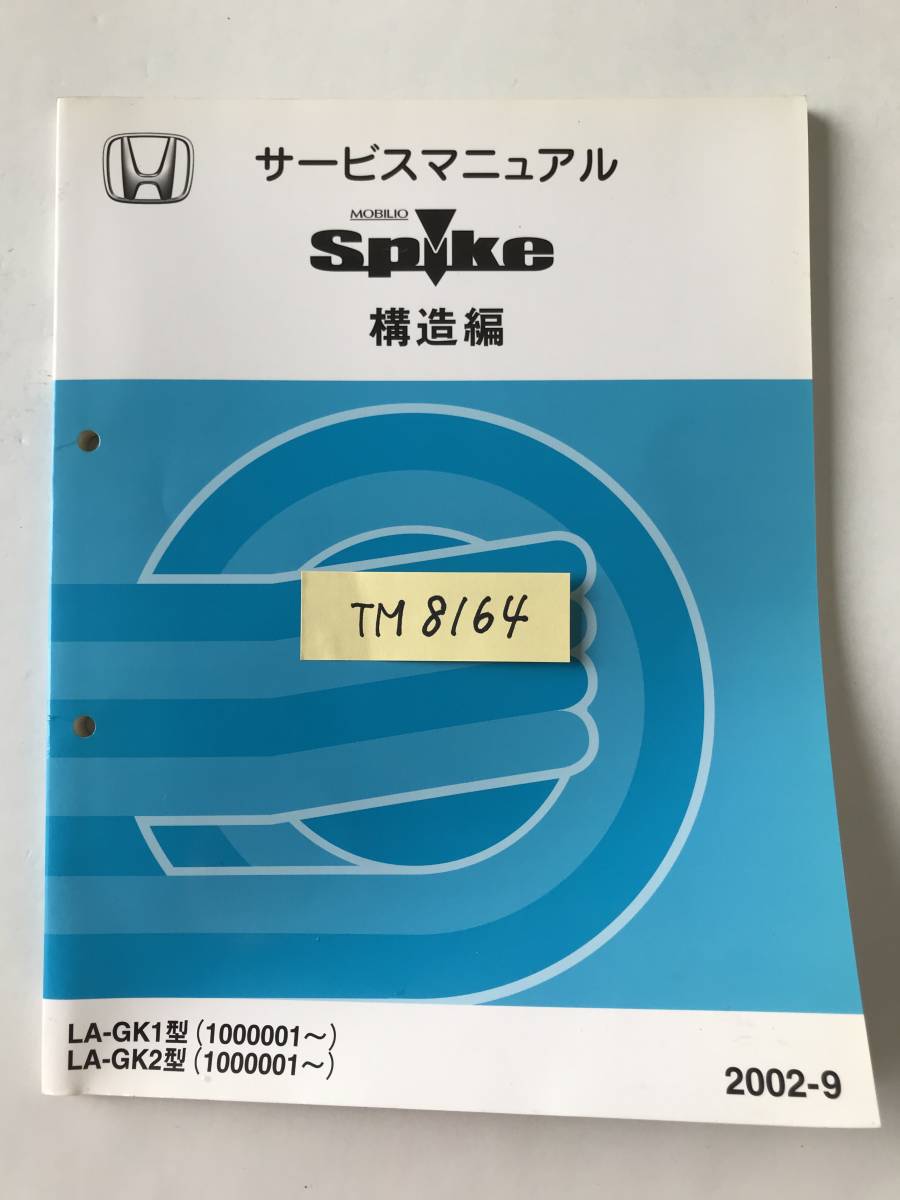 サービスマニュアル
MOBILIO
Spike
構造編
TM 8164
LA-GK1型 (1000001～)
LA-GK2型 (1000001～)
2002-9